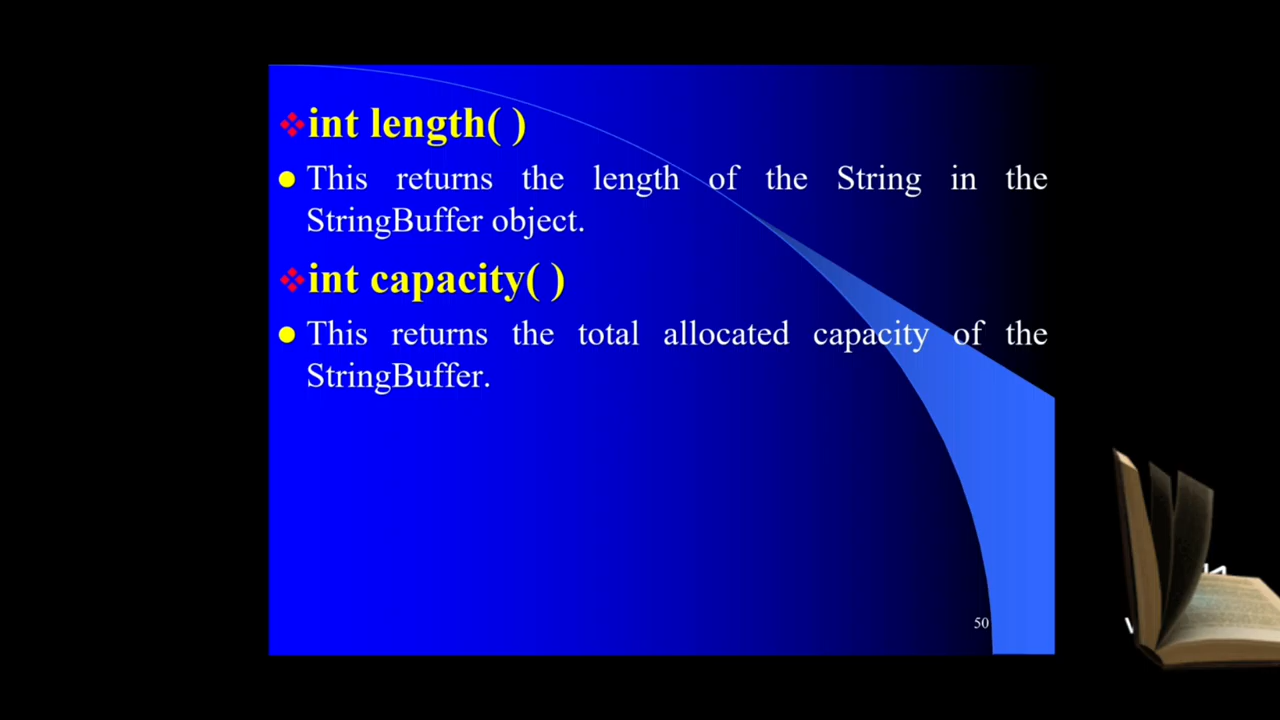 int length( )
This returns the length of the String in the
StringBuffer object.
int capacity( )
This returns the total allocated capacity of the
StringBuffer.
50